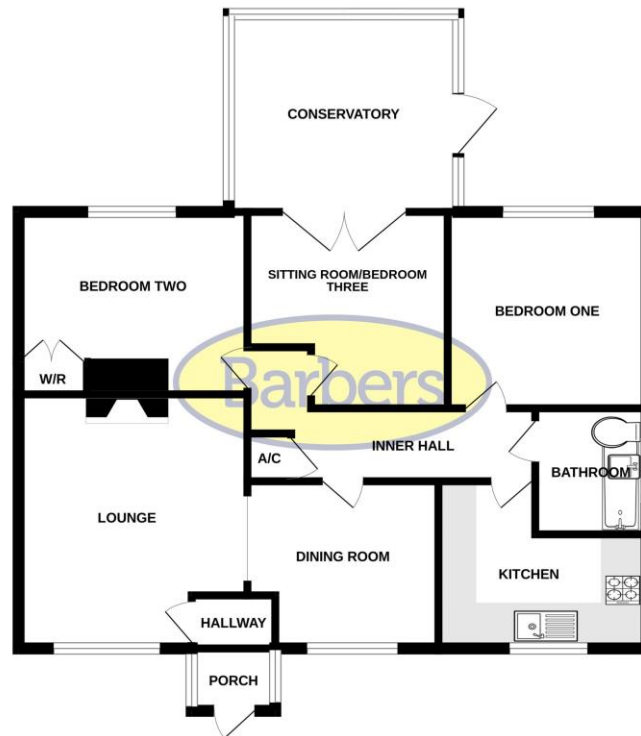 CONSERVATORY
BEDROOM TWO
SITTING ROOM/BEDROOM
THREE
BEDROOM ONE
W/R
Barbers
INNER HALL
A/C
BATHROOM
LOUNGE
DINING ROOM
KITCHEN
HALLWAY
PORCH